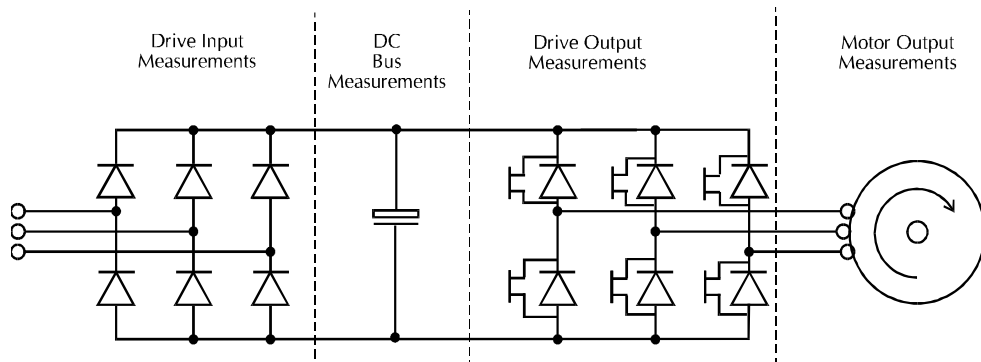 Drive Input
Measurements
DC
Bus
Measurements
Drive Output
Measurements
Motor Output
Measurements